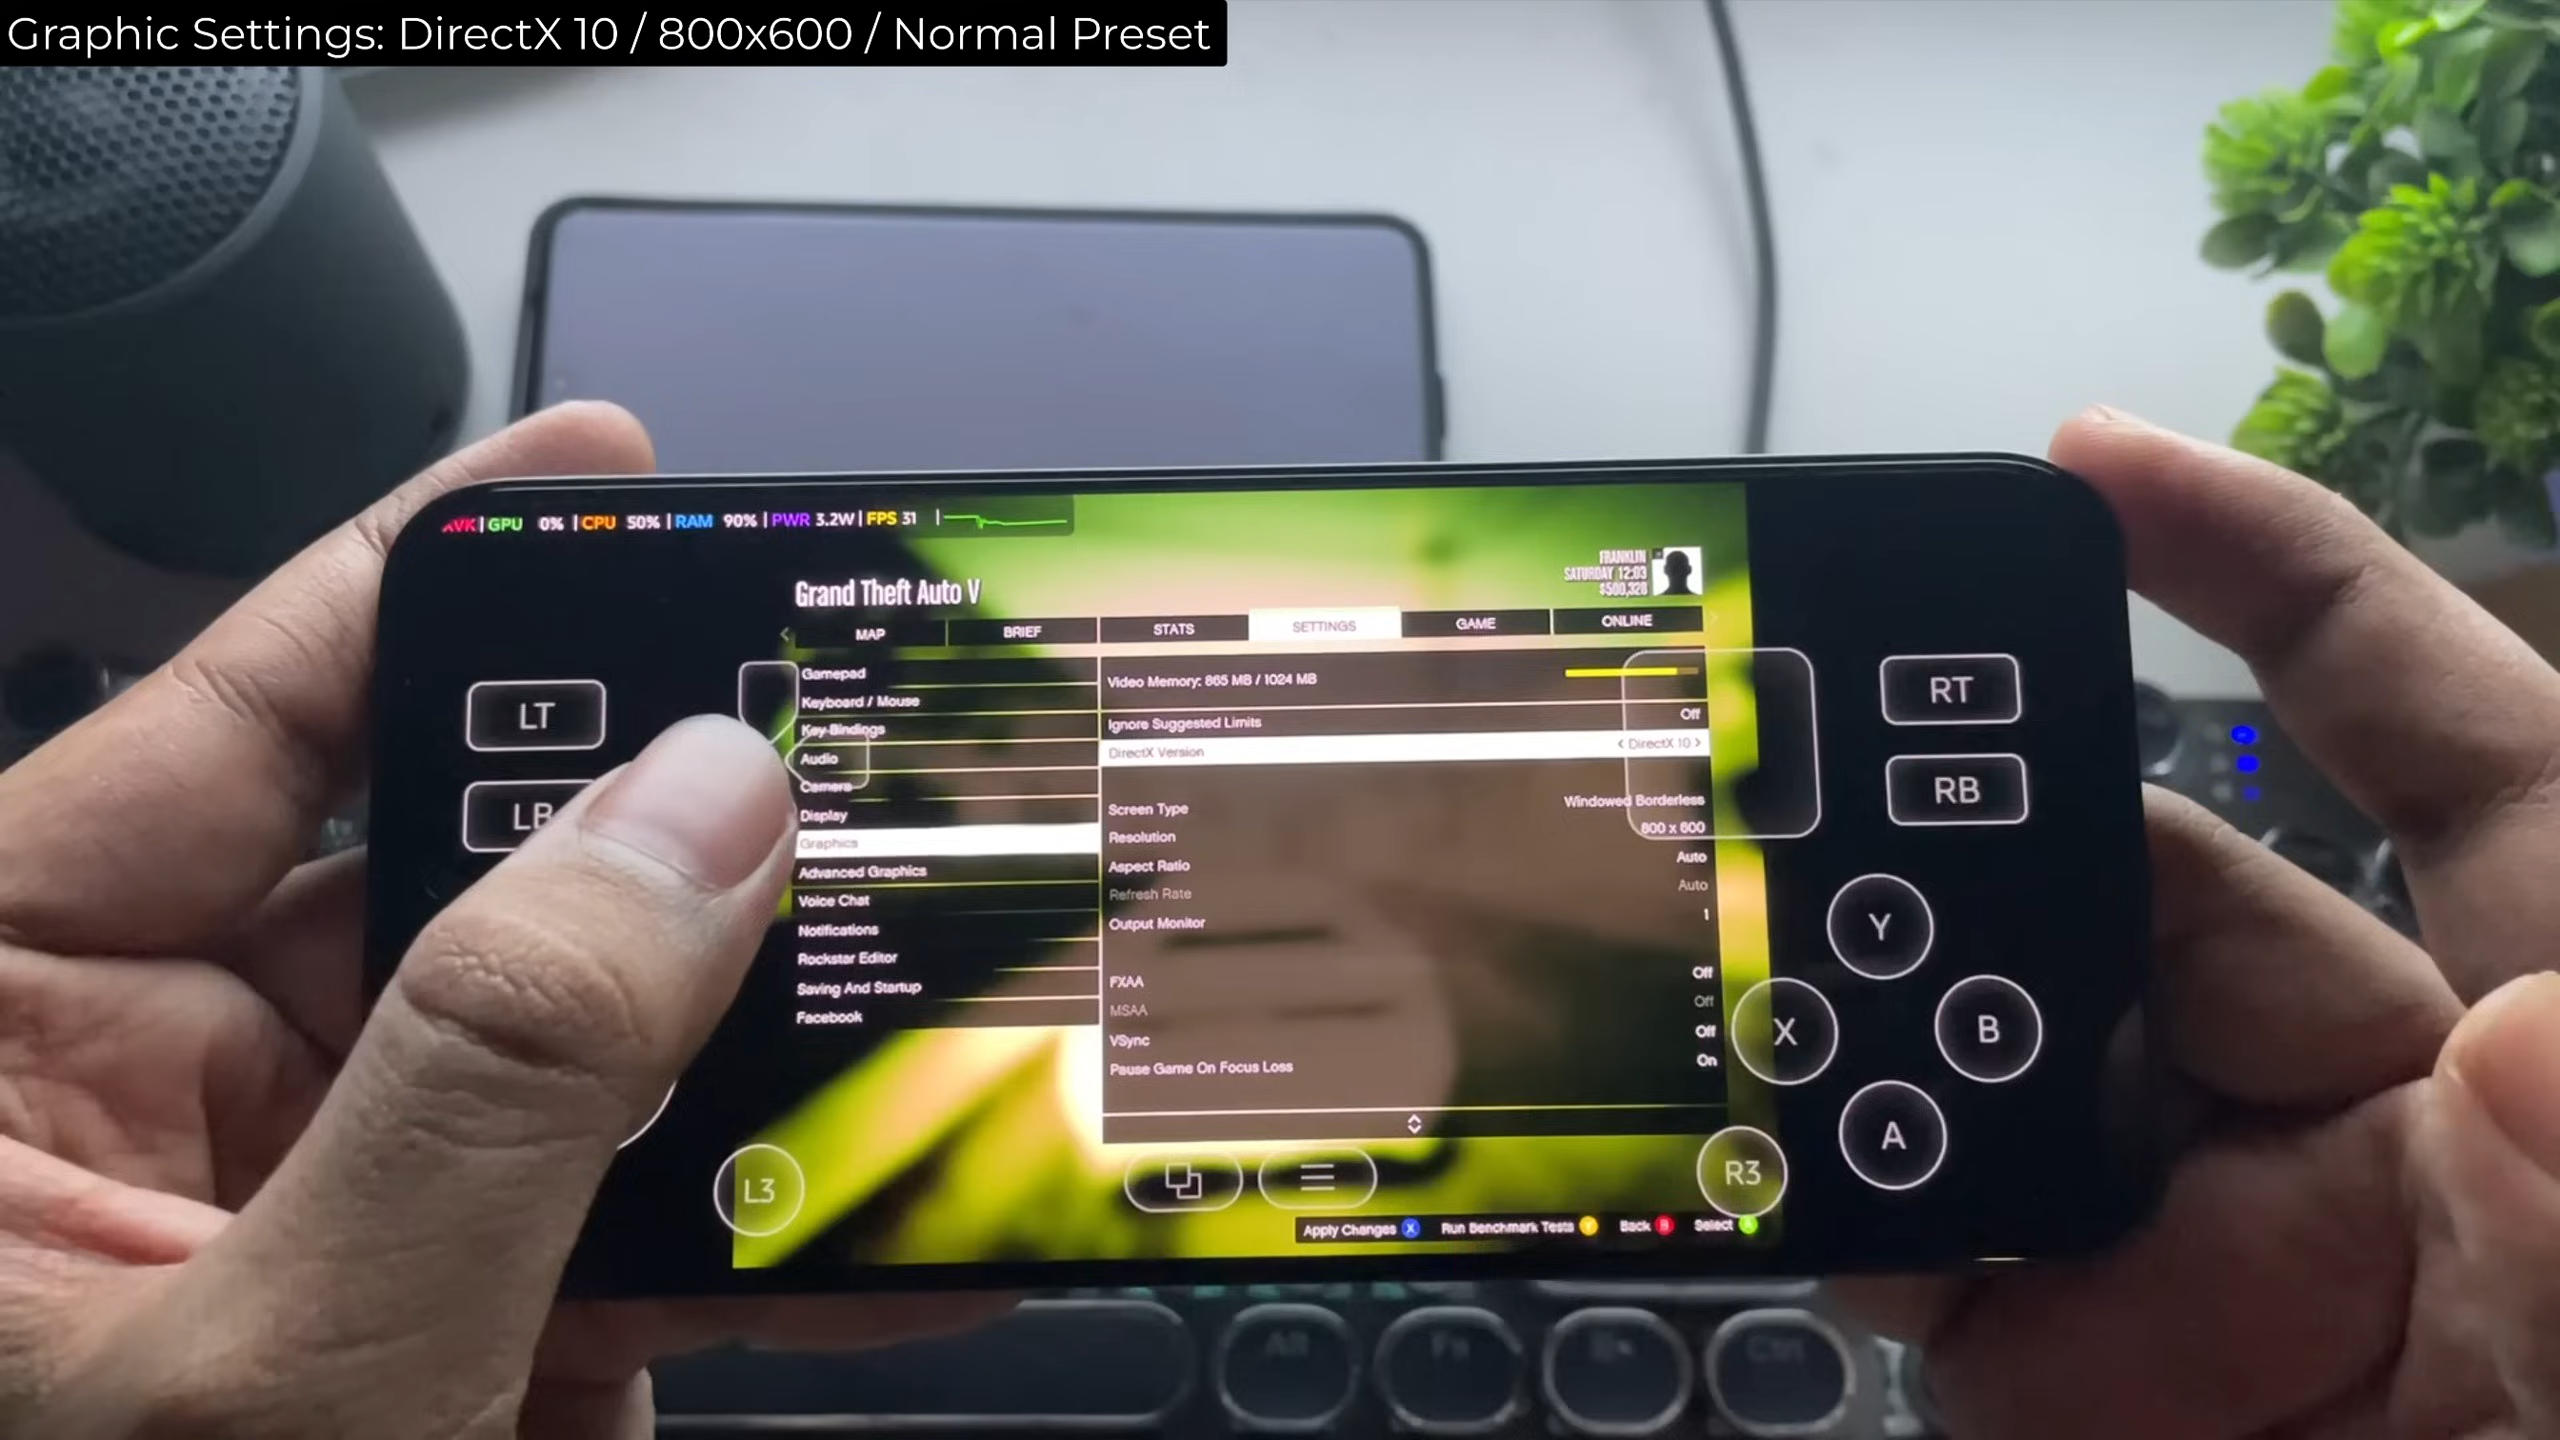 Graphic Settings: DirectX 10 / 800x600 / Normal Preset
GPU 0% | CPU 50% | RAM 90% | PWR 3.2W | FPS 31 |
FRANKLIN
SATURDAY 12:03
$500,328
Grand Theft Auto V
MAP BRIEF STATS SETTINGS GAME ONLINE
Gamepad
Keyboard / Mouse
Key Bindings
Audio
Camera
Display
Graphics
Advanced Graphics
Voice Chat
Notifications
Rockstar Editor
Saving And Startup
Facebook
Video Memory: 865 MB / 1024 MB
Ignore Suggested Limits Off
DirectX Version < DirectX 10 >
Screen Type Windowed Borderless
Resolution 800 x 600
Aspect Ratio Auto
Refresh Rate Auto
Output Monitor 1
FXAA Off
MSAA Off
VSync Off
Pause Game On Focus Loss On
Apply Changes X Run Benchmark Tests Y Back B Select A
LT
LB
L3
RT
RB
Y
X
B
A
R3
Alt
Fn
Ctrl